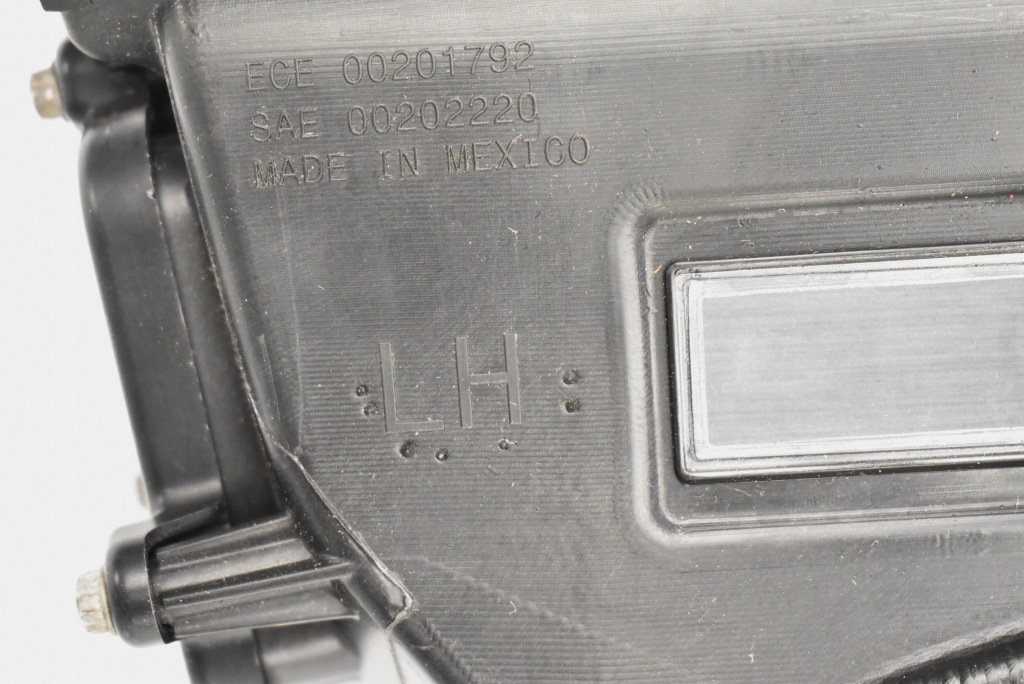 ECE 00201792
SAE 00202220
MADE IN MEXICO
LH